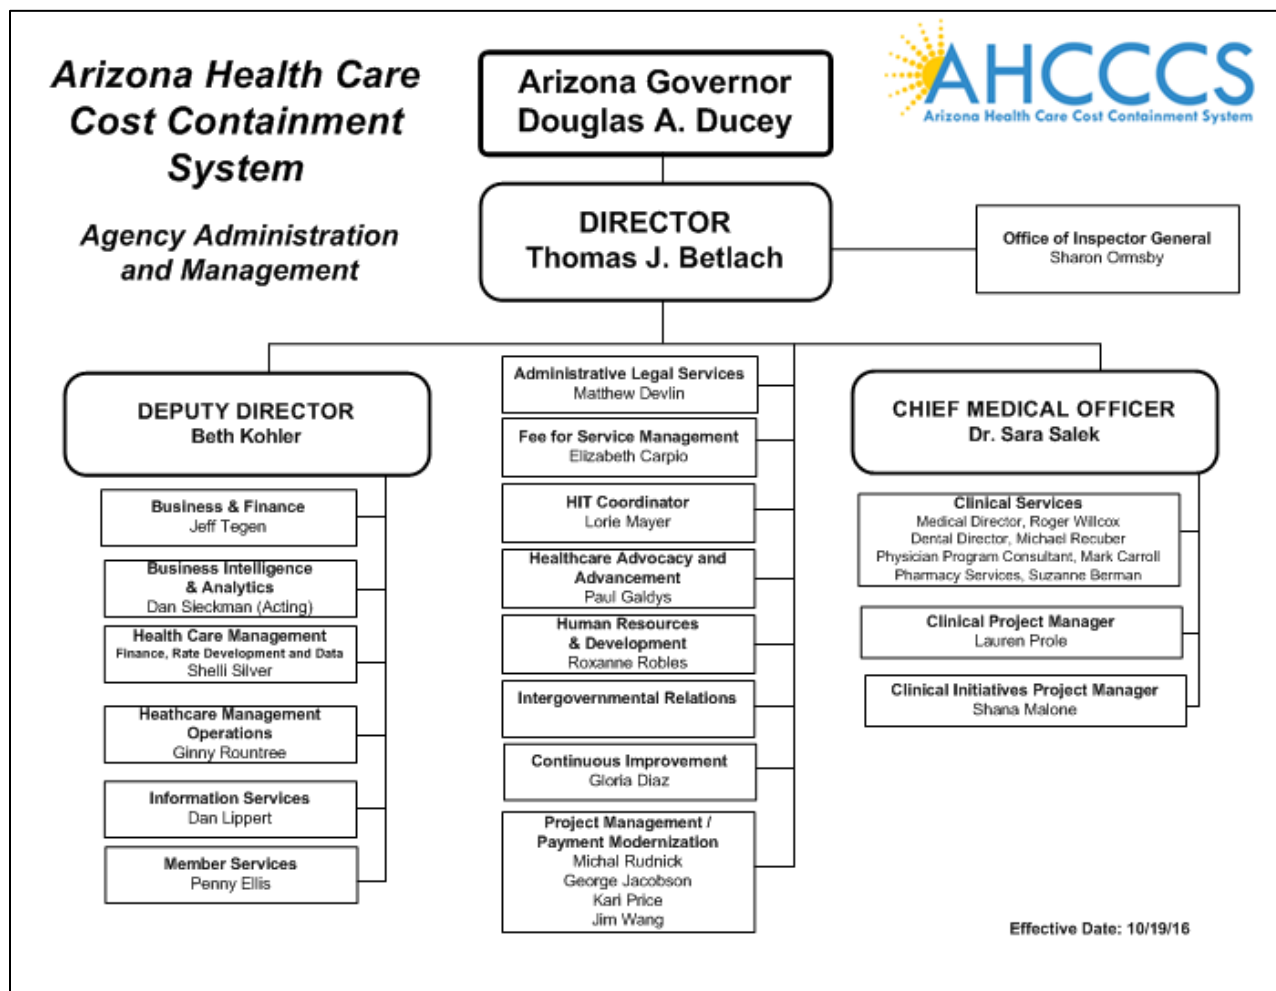 Arizona Health Care
Cost Containment
System
Agency Administration
and Management
Arizona Governor
Douglas A. Ducey
AHCCCS
Arizona Health Care Cost Containment System
DIRECTOR
Thomas J. Betlach
Office of Inspector General
Sharon Ormsby
DEPUTY DIRECTOR
Beth Kohler
Business & Finance
Jeff Tegen
Business Intelligence
& Analytics
Dan Sieckman (Acting)
Health Care Management
Finance, Rate Development and Data
Shelli Silver
Heathcare Management
Operations
Ginny Rountree
Information Services
Dan Lippert
Member Services
Penny Ellis
Administrative Legal Services
Matthew Devlin
Fee for Service Management
Elizabeth Carpio
HIT Coordinator
Lorie Mayer
Healthcare Advocacy and
Advancement
Paul Galdys
Human Resources
& Development
Roxanne Robles
Intergovernmental Relations
Continuous Improvement
Gloria Diaz
Project Management /
Payment Modernization
Michal Rudnick
George Jacobson
Kari Price
Jim Wang
CHIEF MEDICAL OFFICER
Dr. Sara Salek
Clinical Services
Medical Director, Roger Willcox
Dental Director, Michael Recuber
Physician Program Consultant, Mark Carroll
Pharmacy Services, Suzanne Berman
Clinical Project Manager
Lauren Prole
Clinical Initiatives Project Manager
Shana Malone
Effective Date: 10/19/16